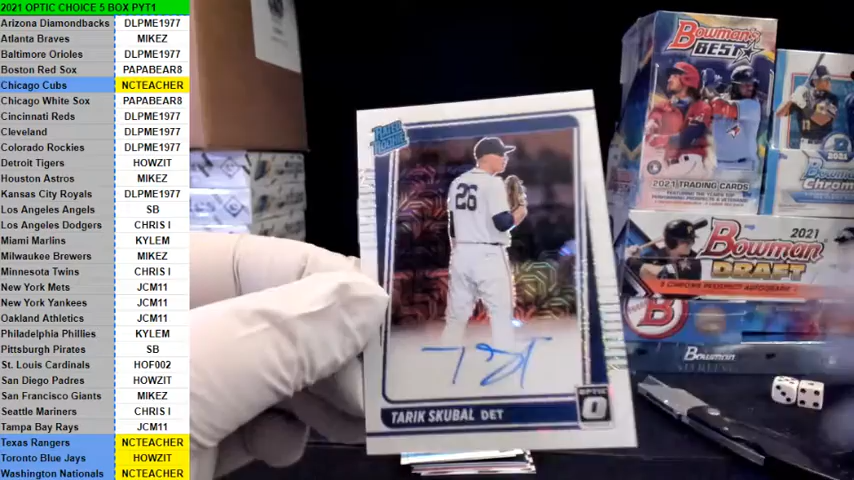 2021 OPTIC CHOICE 5 BOX PYT1
Arizona Diamondbacks DLPME1977
Atlanta Braves MIKEZ
Baltimore Orioles DLPME1977
Boston Red Sox PAPABEAR8
Chicago Cubs NCTEACHER
Chicago White Sox PAPABEAR8
Cincinnati Reds DLPME1977
Cleveland DLPME1977
Colorado Rockies DLPME1977
Detroit Tigers HOWZIT
Houston Astros MIKEZ
Kansas City Royals DLPME1977
Los Angeles Angels SB
Los Angeles Dodgers CHRIS I
Miami Marlins KYLEM
Milwaukee Brewers MIKEZ
Minnesota Twins CHRIS I
New York Mets JCM11
New York Yankees JCM11
Oakland Athletics JCM11
Philadelphia Phillies KYLEM
Pittsburgh Pirates SB
St. Louis Cardinals HOF002
San Diego Padres HOWZIT
San Francisco Giants MIKEZ
Seattle Mariners CHRIS I
Tampa Bay Rays JCM11
Texas Rangers NCTEACHER
Toronto Blue Jays HOWZIT
Washington Nationals NCTEACHER
RATED
ROOKIE
26
TARIK SKUBAL DET
OPTIC
Bowman's
BEST
2021 TRADING CARDS
2021
Bowman
Chrome
2021
Bowman
DRAFT
B
Bowman
STERLING